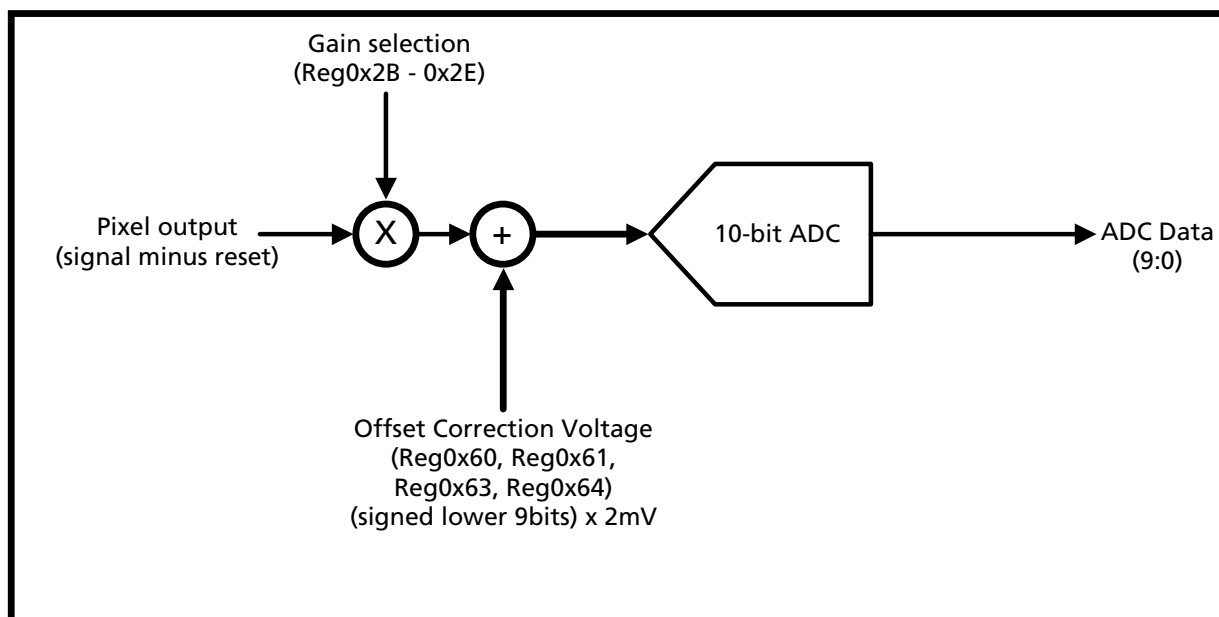 Gain selection
(Reg0x2B - 0x2E)
Pixel output
(signal minus reset)
X
+
10-bit ADC
ADC Data
(9:0)
Offset Correction Voltage
(Reg0x60, Reg0x61,
Reg0x63, Reg0x64)
(signed lower 9bits) x 2mV